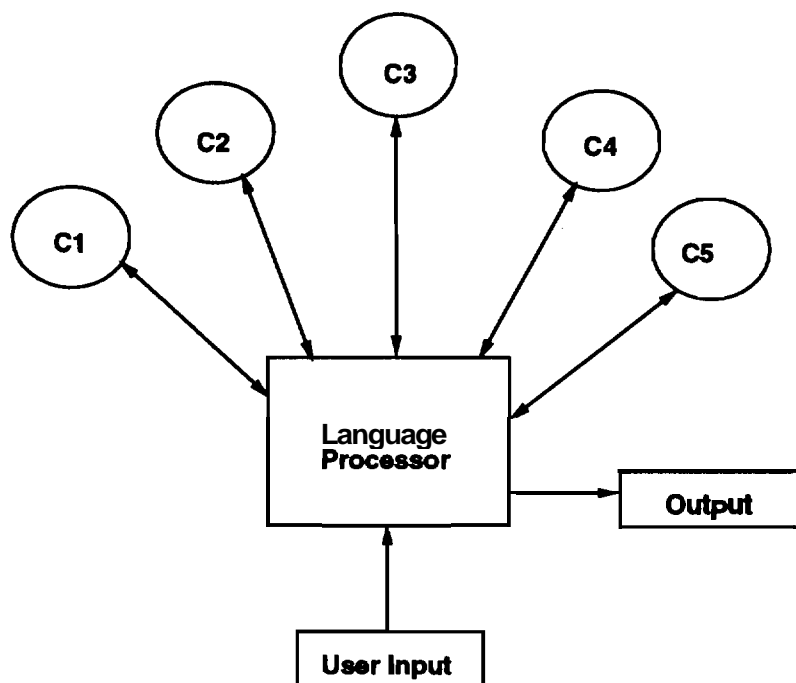 C3
C2
C4
C1
C5
Language
Processor
Output
User Input